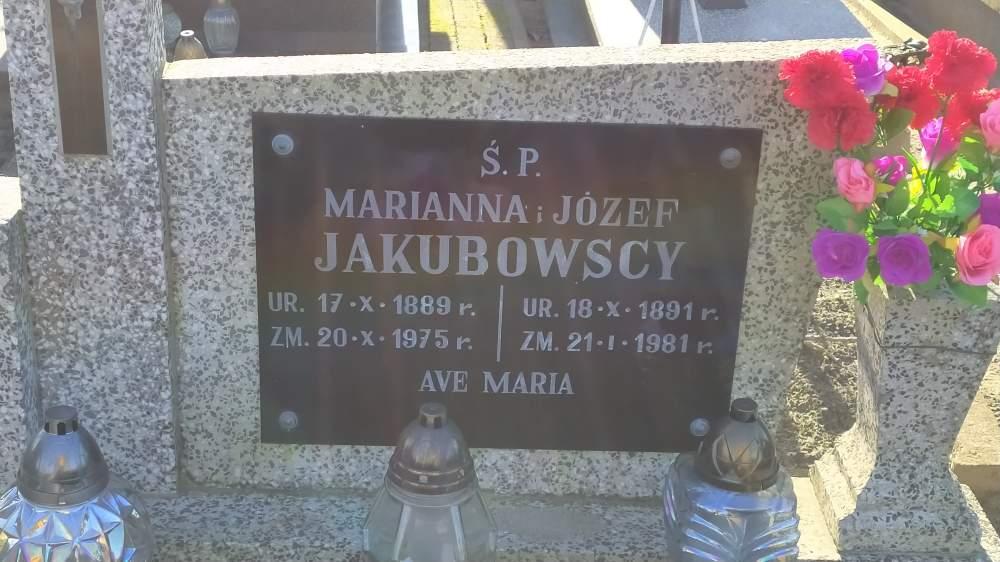 Ś. P.
MARIANNA i JÓZEF
JAKUBOWSCY
UR. 17·X·1889 r. UR. 18·X·1891 r.
ZM. 20·X·1975 r. ZM. 21·I·1981 r.
AVE MARIA